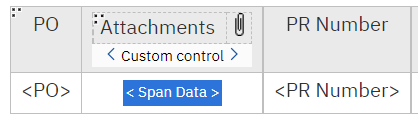 PO Attachments PR Number
< Custom control >
<PO> < Span Data > <PR Number>